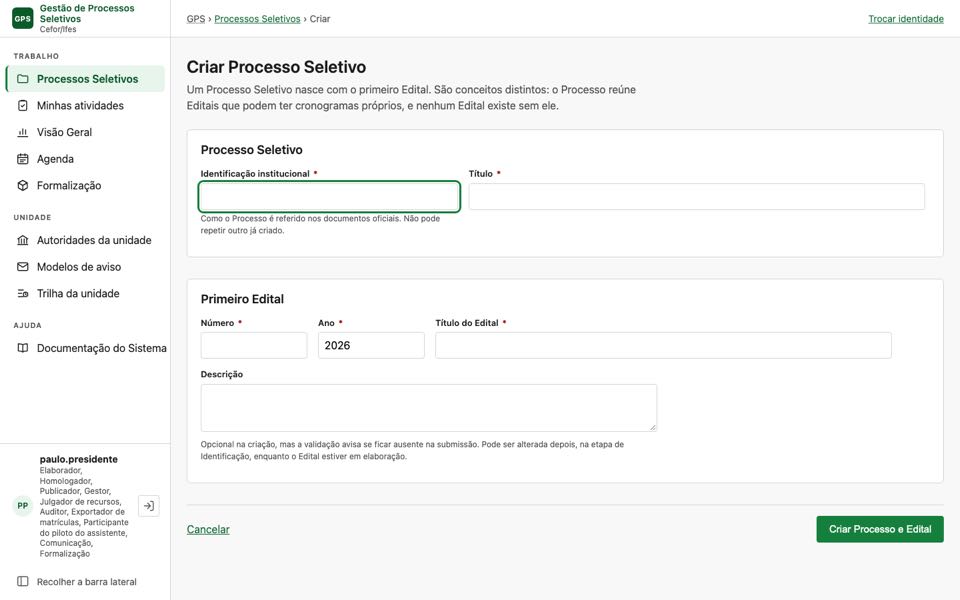 GPS
Gestão de Processos
Seletivos
Cefor/Ifes
GPS › Processos Seletivos › Criar
Trocar identidade
TRABALHO
Processos Seletivos
Minhas atividades
Visão Geral
Agenda
Formalização
UNIDADE
Autoridades da unidade
Modelos de aviso
Trilha da unidade
AJUDA
Documentação do Sistema
PP
paulo.presidente
Elaborador,
Homologador,
Publicador, Gestor,
Julgador de recursos,
Auditor, Exportador de
matrículas, Participante
do piloto do assistente,
Comunicação,
Formalização
Recolher a barra lateral
Criar Processo Seletivo
Um Processo Seletivo nasce com o primeiro Edital. São conceitos distintos: o Processo reúne
Editais que podem ter cronogramas próprios, e nenhum Edital existe sem ele.
Processo Seletivo
Identificação institucional *
Título *
Como o Processo é referido nos documentos oficiais. Não pode
repetir outro já criado.
Primeiro Edital
Número *
Ano *
Título do Edital *
2026
Descrição
Opcional na criação, mas a validação avisa se ficar ausente na submissão. Pode ser alterada depois, na etapa de
Identificação, enquanto o Edital estiver em elaboração.
Cancelar
Criar Processo e Edital